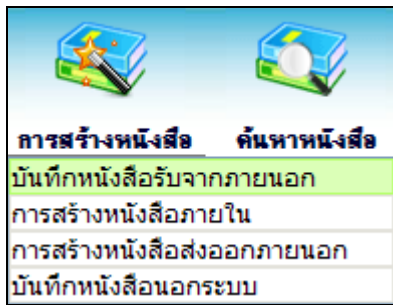 การสร้างหนังสือ ค้นหาหนังสือ
บันทึกหนังสือรับจากภายนอก
การสร้างหนังสือภายใน
การสร้างหนังสือส่งออกภายนอก
บันทึกหนังสือนอกระบบ